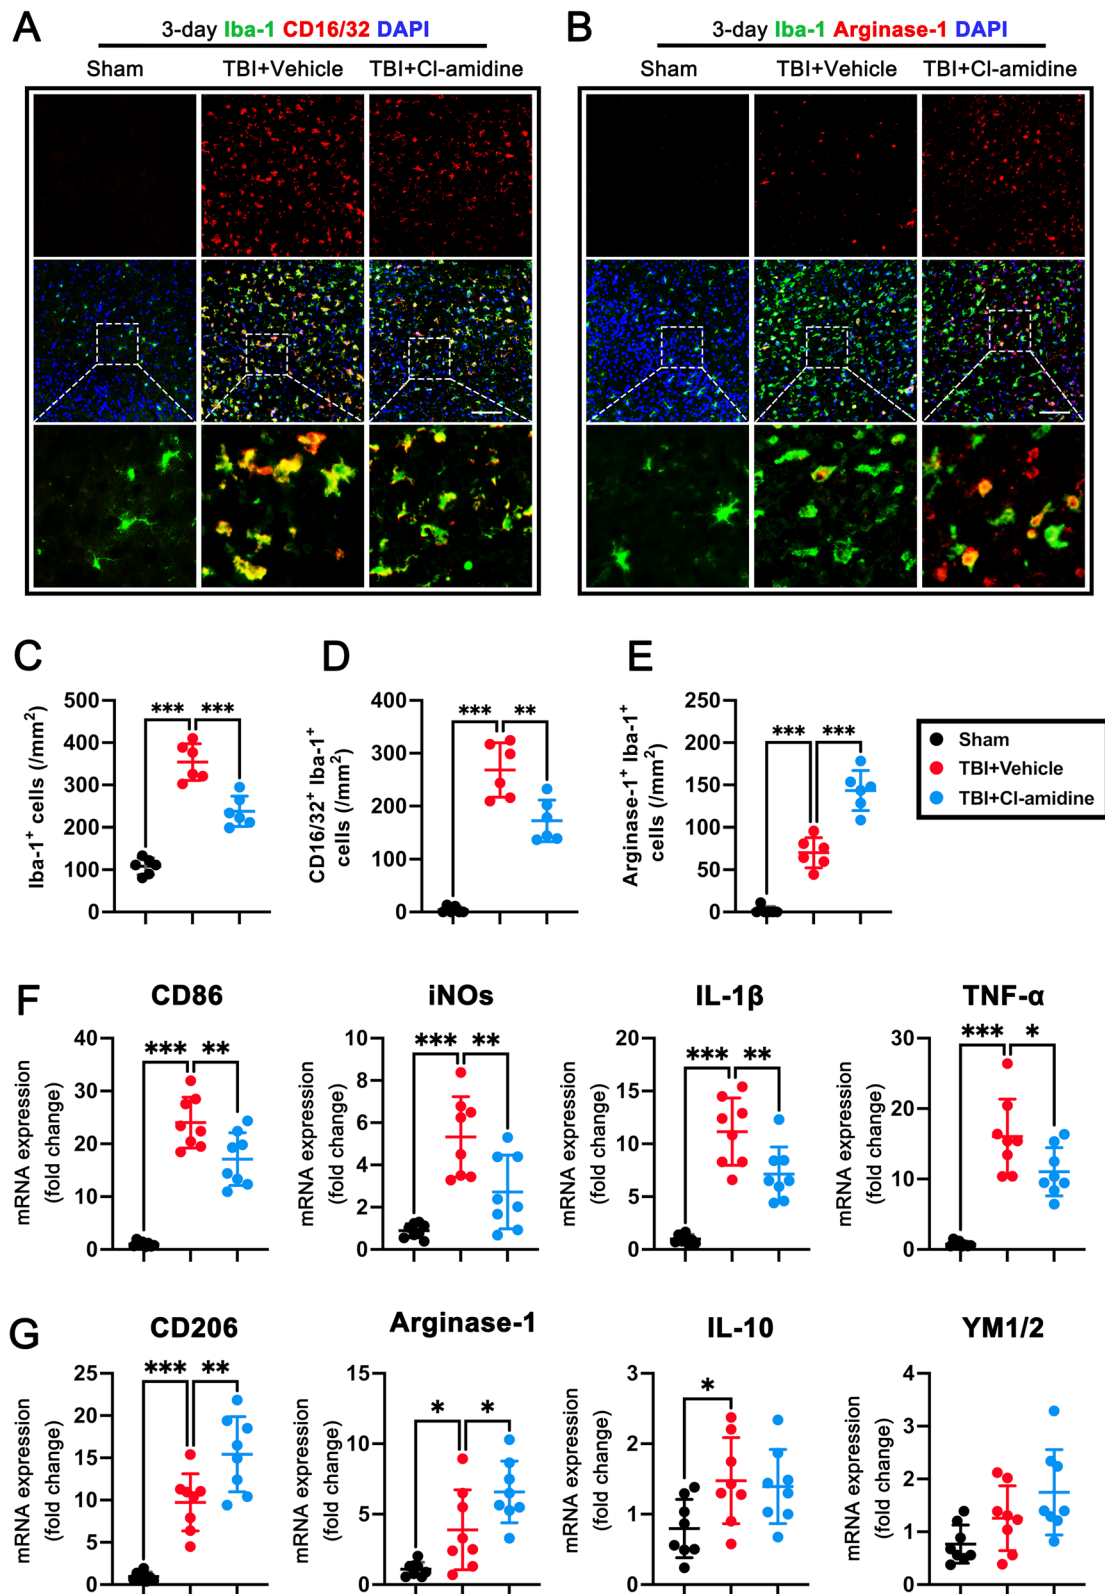 A
3-day Iba-1 CD16/32 DAPI
Sham TBI+Vehicle TBI+Cl-amidine
B
3-day Iba-1 Arginase-1 DAPI
Sham TBI+Vehicle TBI+Cl-amidine
C
Iba-1⁺ cells (/mm²)
500
400
300
200
100
0
*** ***
D
CD16/32⁺ Iba-1⁺
cells (/mm²)
400
300
200
100
0
*** **
E
Arginase-1⁺ Iba-1⁺
cells (/mm²)
250
200
150
100
50
0
*** ***
Sham
TBI+Vehicle
TBI+Cl-amidine
F
CD86
mRNA expression
(fold change)
40
30
20
10
0
*** **
iNOs
mRNA expression
(fold change)
10
8
6
4
2
0
*** **
IL-1β
mRNA expression
(fold change)
20
15
10
5
0
*** **
TNF-α
mRNA expression
(fold change)
30
20
10
0
*** *
G
CD206
mRNA expression
(fold change)
25
20
15
10
5
0
*** **
Arginase-1
mRNA expression
(fold change)
15
10
5
0
* *
IL-10
mRNA expression
(fold change)
3
2
1
0
*
YM1/2
mRNA expression
(fold change)
4
3
2
1
0